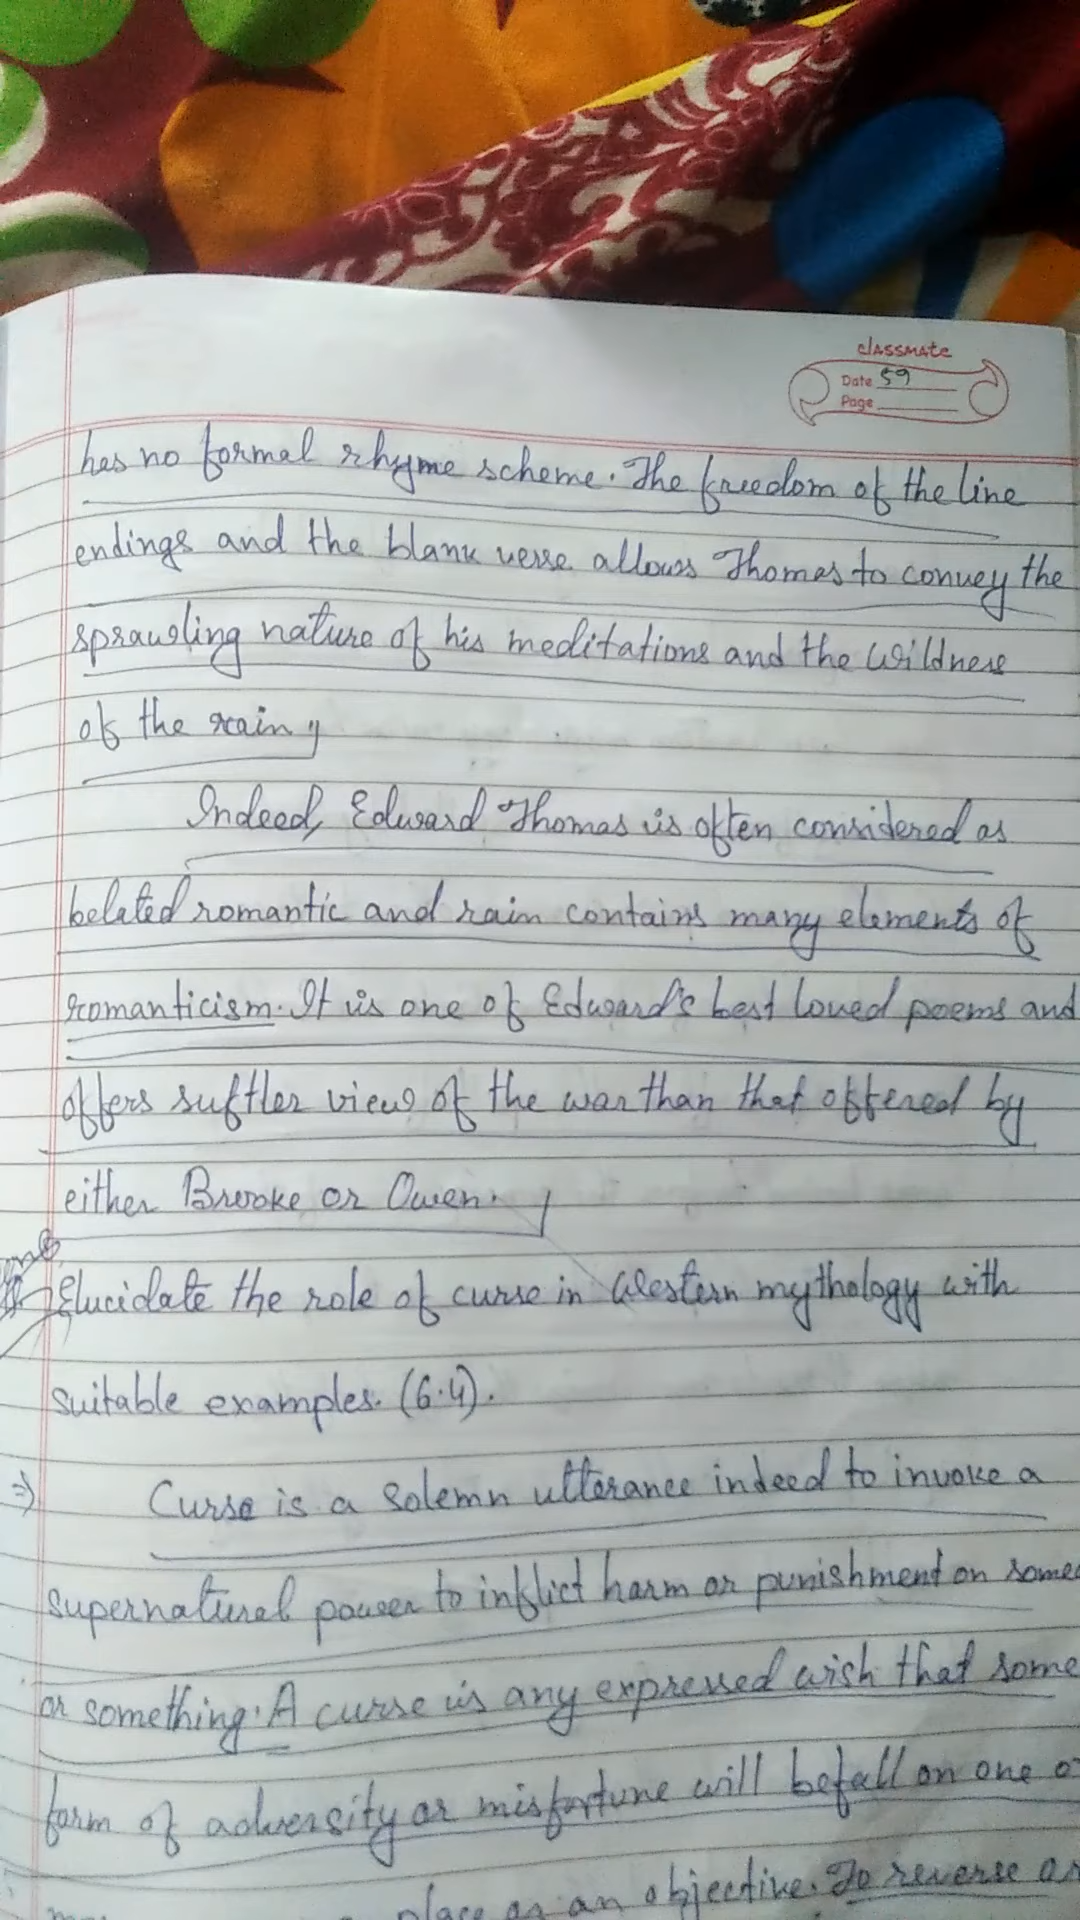 classmate
Date 59
Page
has no formal rhyme scheme. The freedom of the line
endings and the blank verse allows Thomas to convey the
sprawling nature of his meditations and the wildness
of the rain
Indeed, Edward Thomas is often considered as
belated romantic and rain contains many elements of
romanticism. It is one of Edward's best loved poems and
offers suftler view of the war than that offered by
either Brooke or Owen.
Elucidate the role of curse in Western mythology with
suitable examples. (6.4).
=) Curse is a solemn utterance indeed to invoke a
supernatural power to inflict harm or punishment on some
or something. A curse is any expressed wish that some
form of adversity or misfortune will befall on one or
place as an objective. To reverse or